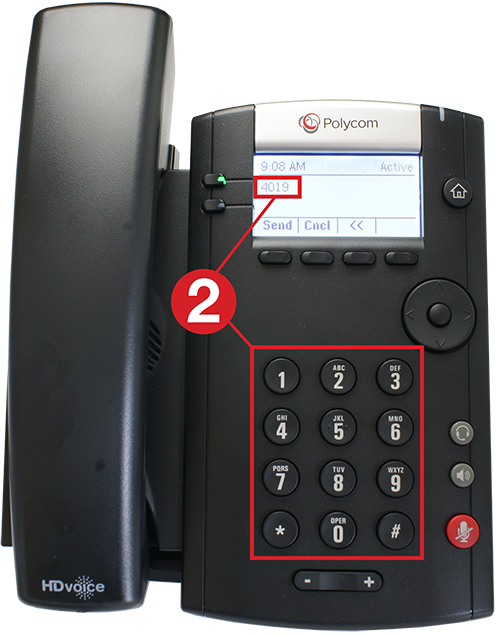 Polycom
9:08 AM Active
4019
Send Cncl <<
2
1 ABC 2 DEF 3
GHI 4 JKL 5 MNO 6
PQRS 7 TUV 8 WXYZ 9
* OPER 0 #
- +
HDvoice